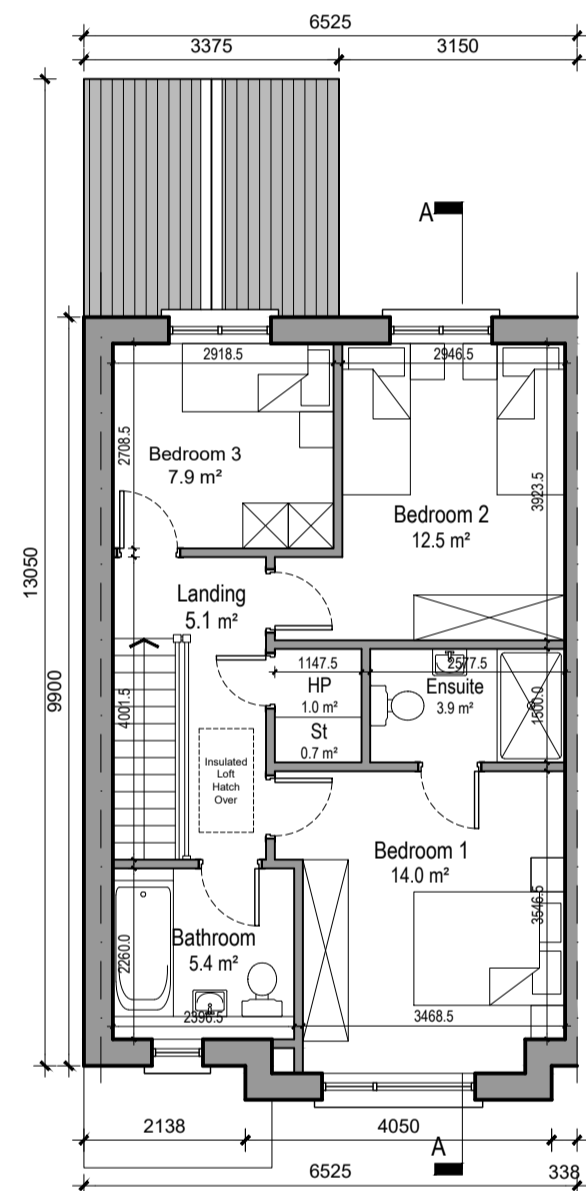 6525
3375
3150
A
2918.5
2946.5
2708.5
Bedroom 3
7.9 m²
3923.5
Bedroom 2
12.5 m²
13050
9900
Landing
5.1 m²
4001.5
1147.5
2577.5
HP
1.0 m²
St
0.7 m²
Ensuite
3.9 m²
1500.0
Insulated
Loft
Hatch
Over
Bedroom 1
14.0 m²
3546.5
Bathroom
5.4 m²
2260.0
2396.5
3468.5
2138
4050
A
6525
338